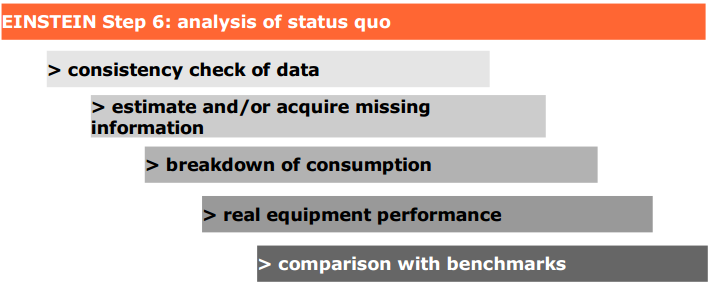 EINSTEIN Step 6: analysis of status quo
> consistency check of data
> estimate and/or acquire missing
information
> breakdown of consumption
> real equipment performance
> comparison with benchmarks